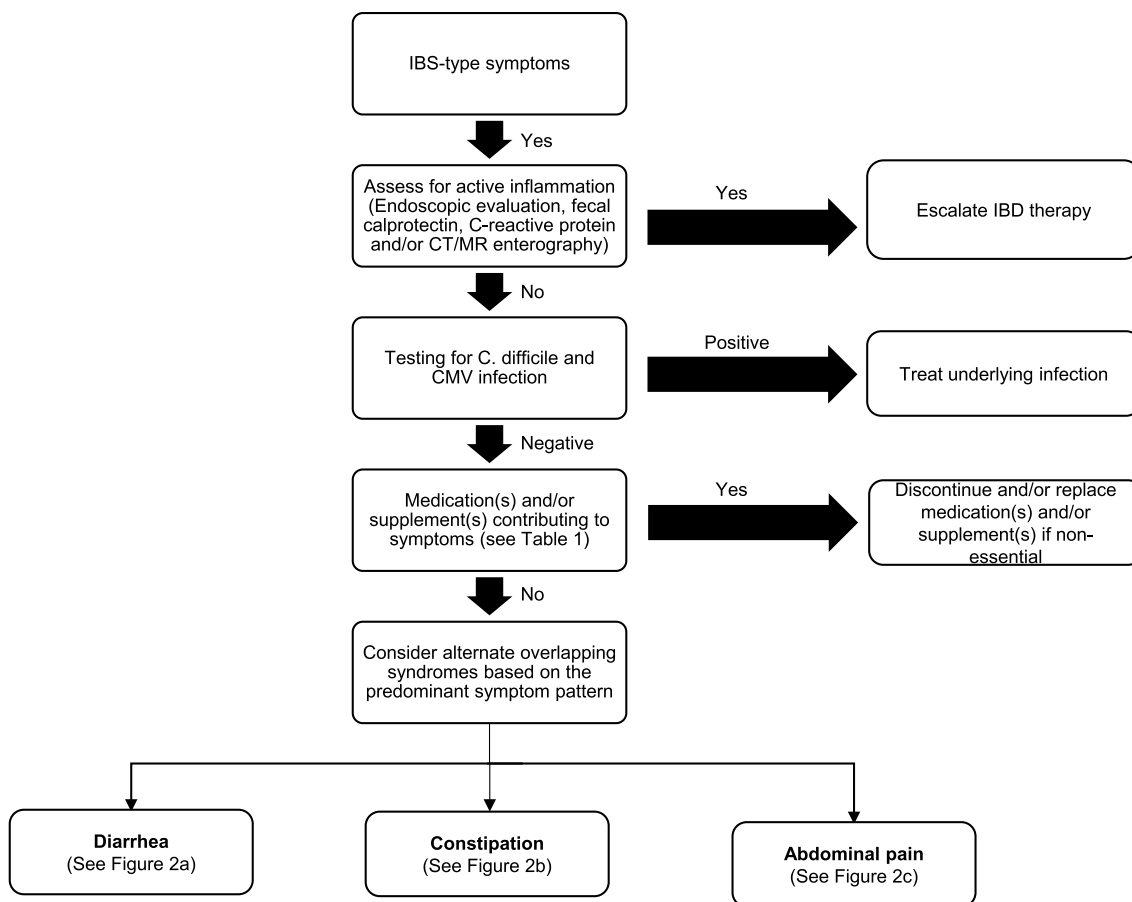 IBS-type symptoms
Yes
Assess for active inflammation
(Endoscopic evaluation, fecal
calprotectin, C-reactive protein
and/or CT/MR enterography)
Yes
Escalate IBD therapy
No
Testing for C. difficile and
CMV infection
Positive
Treat underlying infection
Negative
Medication(s) and/or
supplement(s) contributing to
symptoms (see Table 1)
Yes
Discontinue and/or replace
medication(s) and/or
supplement(s) if non-
essential
No
Consider alternate overlapping
syndromes based on the
predominant symptom pattern
Diarrhea
(See Figure 2a)
Constipation
(See Figure 2b)
Abdominal pain
(See Figure 2c)